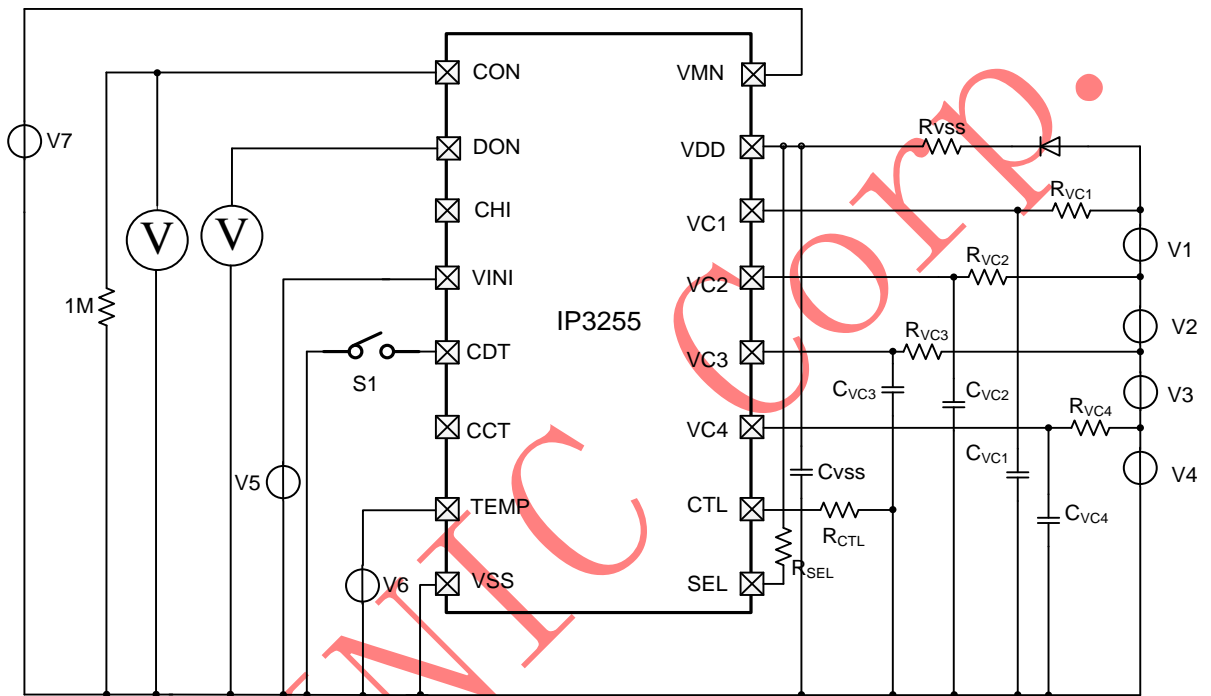 CON
VMN
V7
DON
VDD
Rvss
CHI
VC1
RVC1
V
V
V1
VINI
VC2
RVC2
1M
IP3255
V2
CDT
VC3
RVC3
S1
CVC3
CVC2
V3
CCT
VC4
RVC4
V5
Cvss
CVC1
V4
TEMP
CTL
RCTL
CVC4
V6
VSS
SEL
RSEL
NIC Corp.